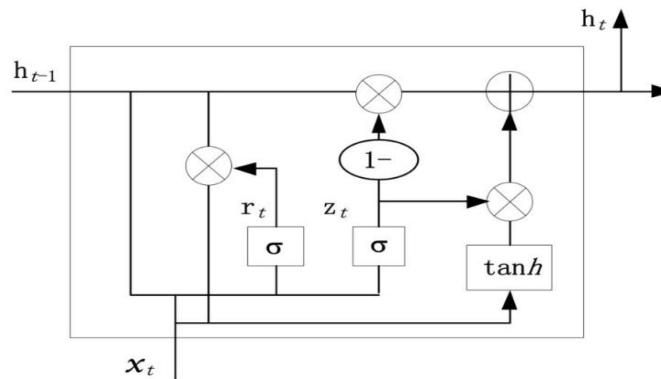 h_t
h_{t-1}
1-
r_t
z_t
σ
σ
tanh
x_t